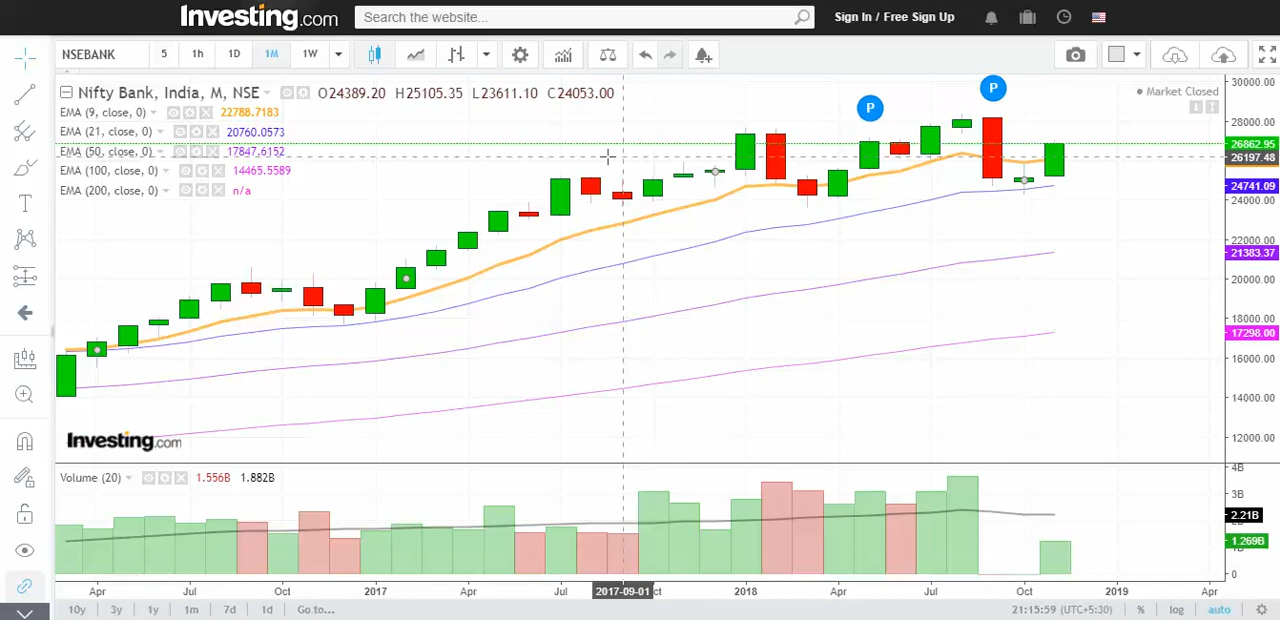 Investing.com
Search the website...
Sign In / Free Sign Up
NSEBANK
5
1h
1D
1M
1W
Nifty Bank, India, M, NSE
O24389.20 H25105.35 L23611.10 C24053.00
EMA (9, close, 0) 22788.7183
EMA (21, close, 0) 20760.0573
EMA (50, close, 0) 17847.6152
EMA (100, close, 0) 14465.5589
EMA (200, close, 0) n/a
P
P
Market Closed
30000.00
28000.00
26862.95
26197.48
24741.09
24000.00
22000.00
21383.37
20000.00
18000.00
17298.00
16000.00
14000.00
12000.00
Investing.com
Volume (20) 1.556B 1.882B
4B
3B
2.21B
1.269B
0
Apr Jul Oct 2017 Apr Jul 2017-09-01 ct 2018 Apr Jul Oct 2019 Apr
10y 3y 1y 1m 7d 1d Go to...
21:15:59 (UTC+5:30) % log auto